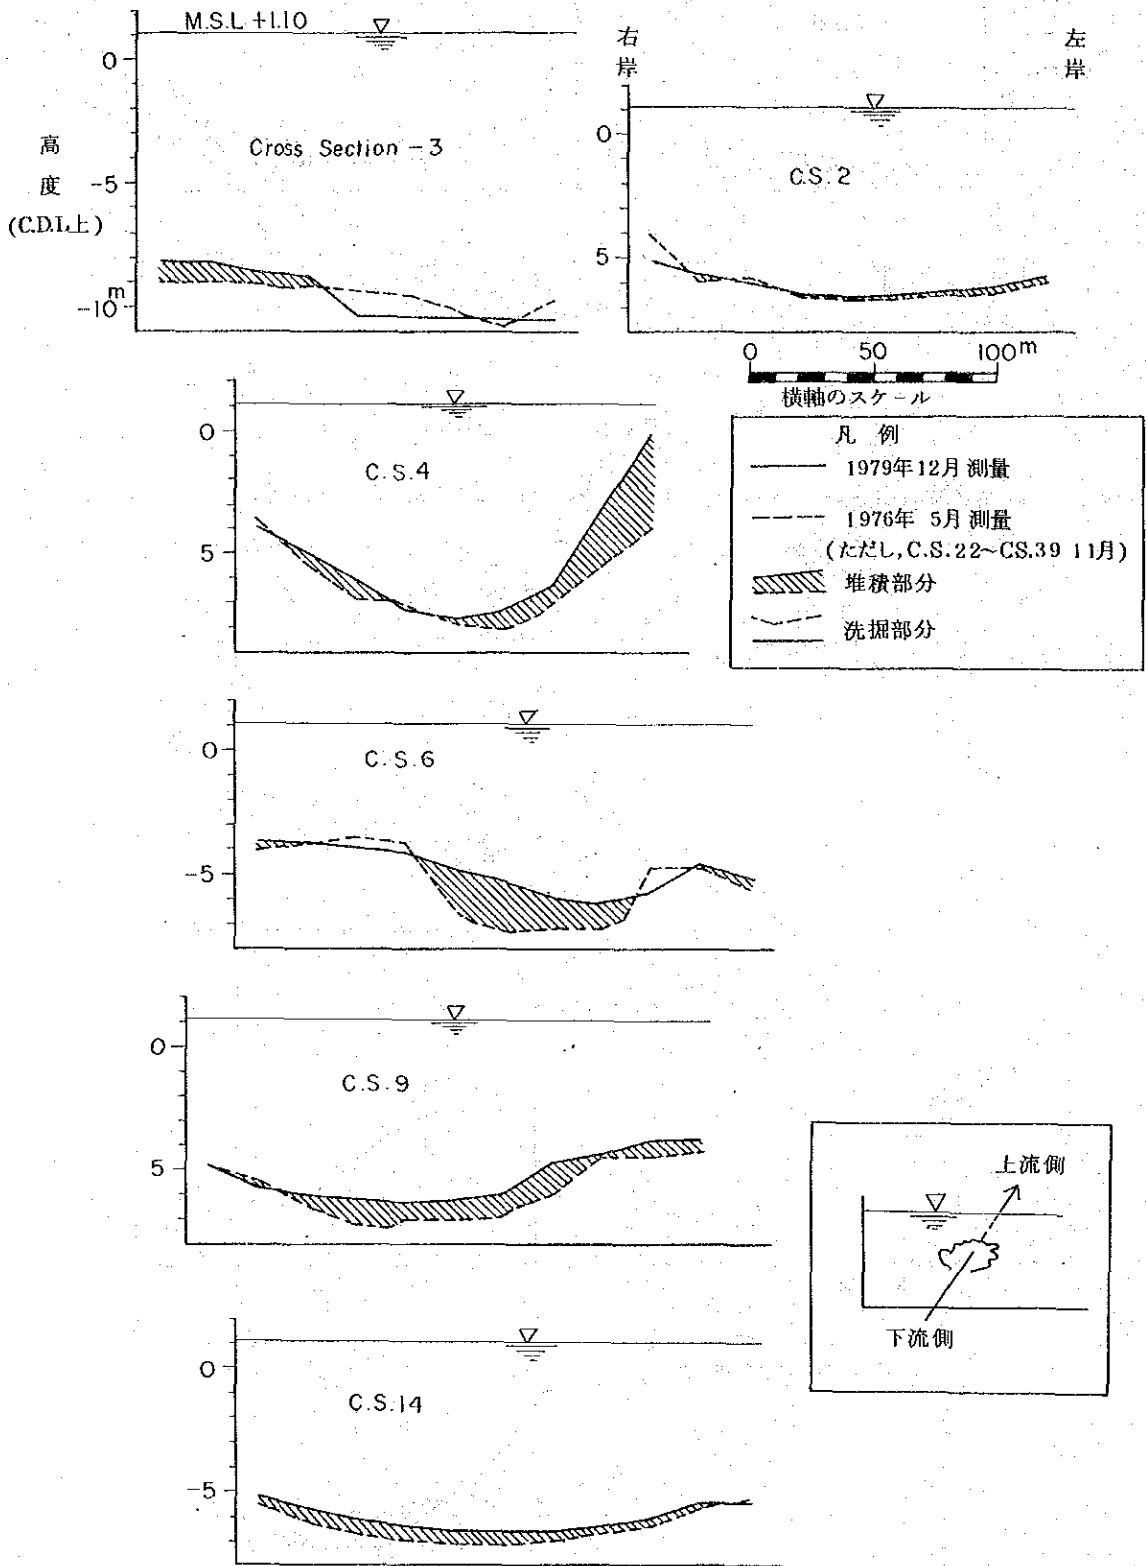 M.S.L +1.10
0
高
度
(C.D.L上)
-5
-10
m
Cross Section -3
右
岸
左
岸
0
C.S.2
5
0 50 100m
横軸のスケール
凡 例
1979年12月測量
1976年 5月測量
(ただし,C.S.22~CS.39 11月)
堆積部分
洗掘部分
0
C.S.4
5
0
C.S.6
-5
0
C.S.9
5
上流側
下流側
0
C.S.14
-5